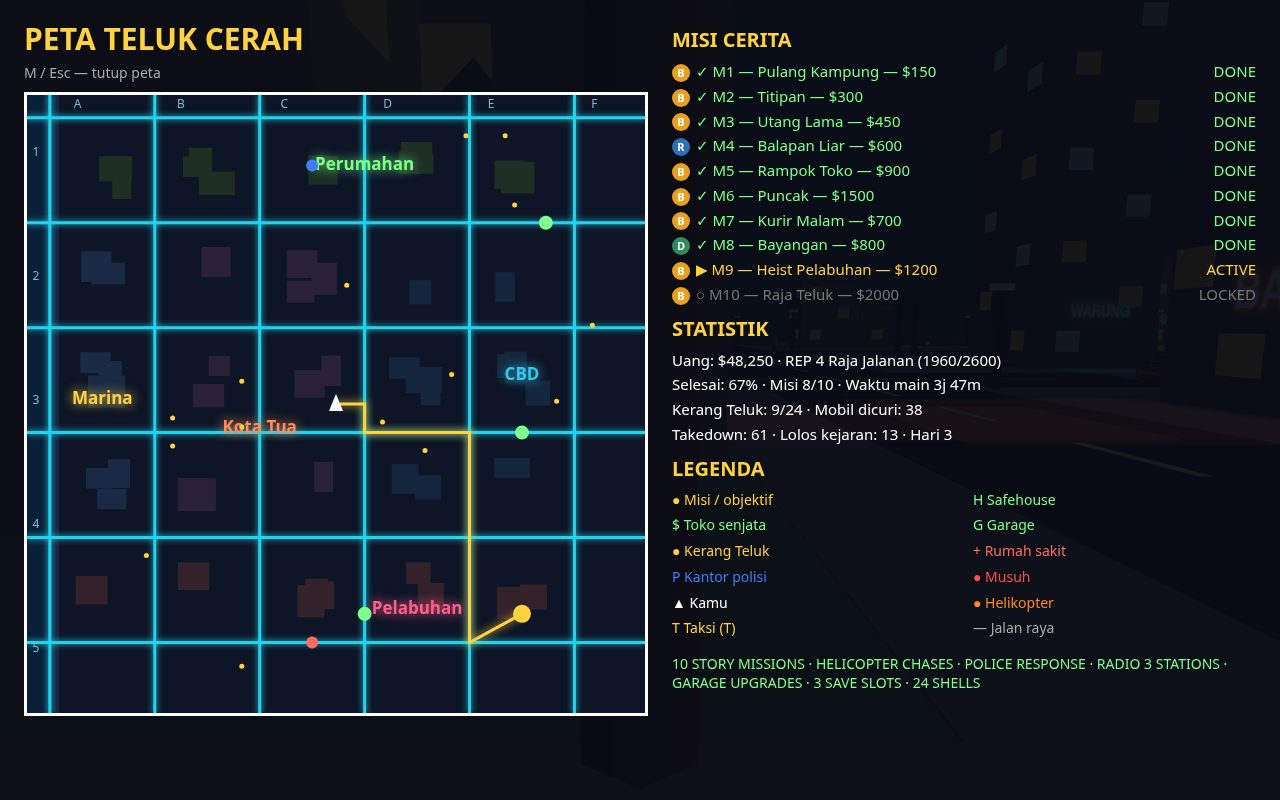 PETA TELUK CERAH
M / Esc — tutup peta
A B C D E F
1
Perumahan
2
CBD
Marina
3
Kota Tua
4
Pelabuhan
5
MISI CERITA
B ✓ M1 — Pulang Kampung — $150 DONE
B ✓ M2 — Titipan — $300 DONE
B ✓ M3 — Utang Lama — $450 DONE
R ✓ M4 — Balapan Liar — $600 DONE
B ✓ M5 — Rampok Toko — $900 DONE
B ✓ M6 — Puncak — $1500 DONE
B ✓ M7 — Kurir Malam — $700 DONE
D ✓ M8 — Bayangan — $800 DONE
B ▶ M9 — Heist Pelabuhan — $1200 ACTIVE
B ○ M10 — Raja Teluk — $2000 LOCKED
WARUNG
STATISTIK
Uang: $48,250 · REP 4 Raja Jalanan (1960/2600)
Selesai: 67% · Misi 8/10 · Waktu main 3j 47m
Kerang Teluk: 9/24 · Mobil dicuri: 38
Takedown: 61 · Lolos kejaran: 13 · Hari 3
LEGENDA
● Misi / objektif H Safehouse
$ Toko senjata G Garage
● Kerang Teluk + Rumah sakit
P Kantor polisi ● Musuh
▲ Kamu ● Helikopter
T Taksi (T) — Jalan raya
10 STORY MISSIONS · HELICOPTER CHASES · POLICE RESPONSE · RADIO 3 STATIONS ·
GARAGE UPGRADES · 3 SAVE SLOTS · 24 SHELLS